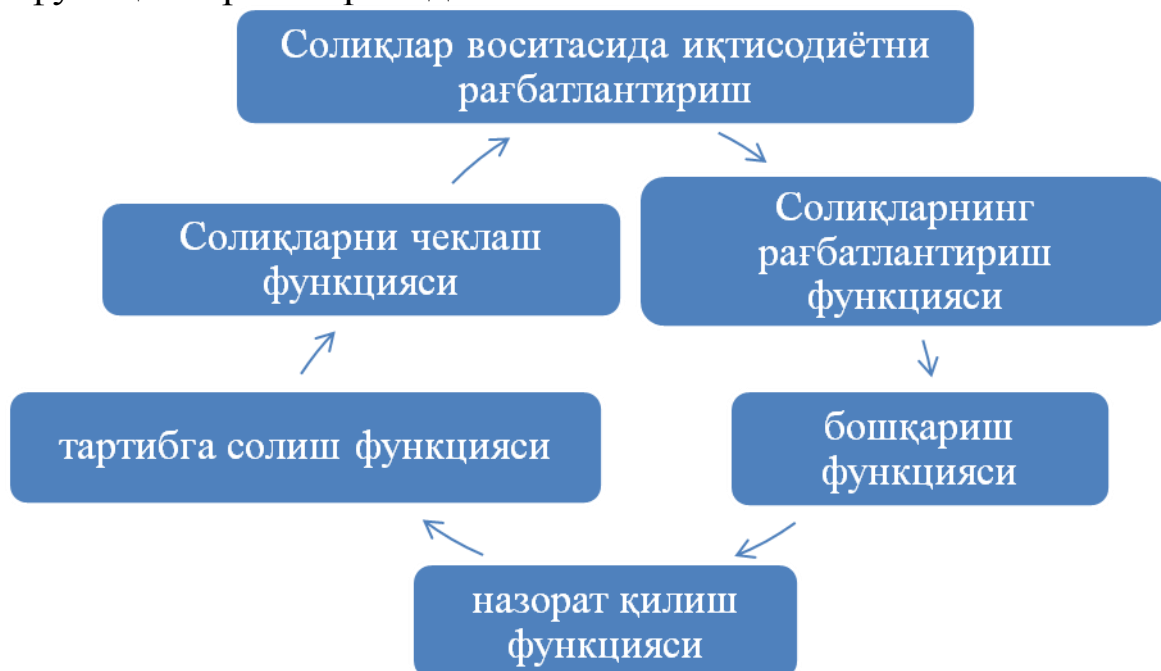 Солиқлар воситасида иқтисодиётни
рағбатлантириш
Солиқларнинг
рағбатлантириш
функцияси
бошқариш
функцияси
назорат қилиш
функцияси
тартибга солиш функцияси
Солиқларни чеклаш
функцияси